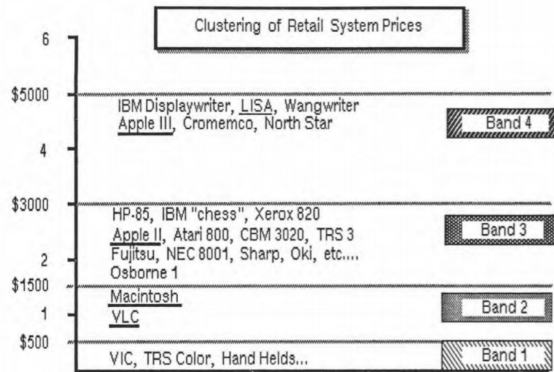 Clustering of Retail System Prices
6
$5000
IBM Displaywriter, LISA, Wangwriter
Apple III, Cromemco, North Star
Band 4
4
$3000
HP-85, IBM "chess", Xerox 820
Apple II, Atari 800, CBM 3020, TRS 3
Fujitsu, NEC 8001, Sharp, Oki, etc....
Osborne 1
Band 3
2
$1500
Macintosh
VLC
Band 2
1
$500
VIC, TRS Color, Hand Helds...
Band 1